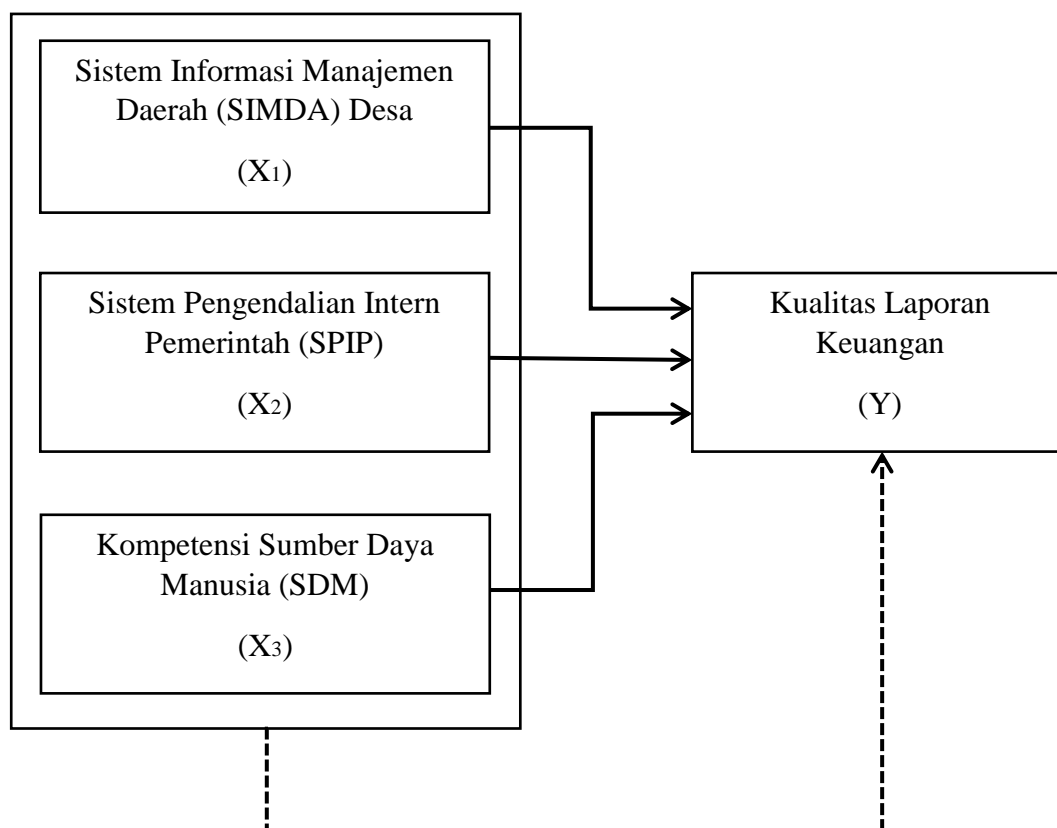 Sistem Informasi Manajemen
Daerah (SIMDA) Desa
(X1)
Sistem Pengendalian Intern
Pemerintah (SPIP)
(X2)
Kompetensi Sumber Daya
Manusia (SDM)
(X3)
Kualitas Laporan
Keuangan
(Y)